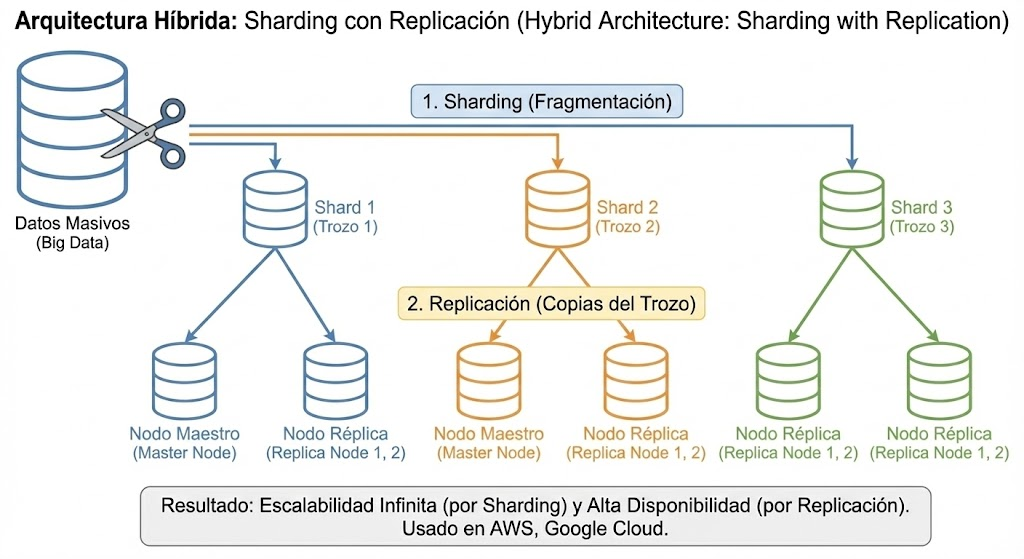 Arquitectura Híbrida: Sharding con Replicación (Hybrid Architecture: Sharding with Replication)
1. Sharding (Fragmentación)
Datos Masivos
(Big Data)
Shard 1
(Trozo 1)
Shard 2
(Trozo 2)
Shard 3
(Trozo 3)
2. Replicación (Copias del Trozo)
Nodo Maestro
(Master Node)
Nodo Réplica
(Replica Node 1, 2)
Nodo Maestro
(Master Node)
Nodo Réplica
(Replica Node 1, 2)
Nodo Réplica
(Replica Node 1, 2)
Nodo Réplica
(Replica Node 1, 2)
Resultado: Escalabilidad Infinita (por Sharding) y Alta Disponibilidad (por Replicación).
Usado en AWS, Google Cloud.